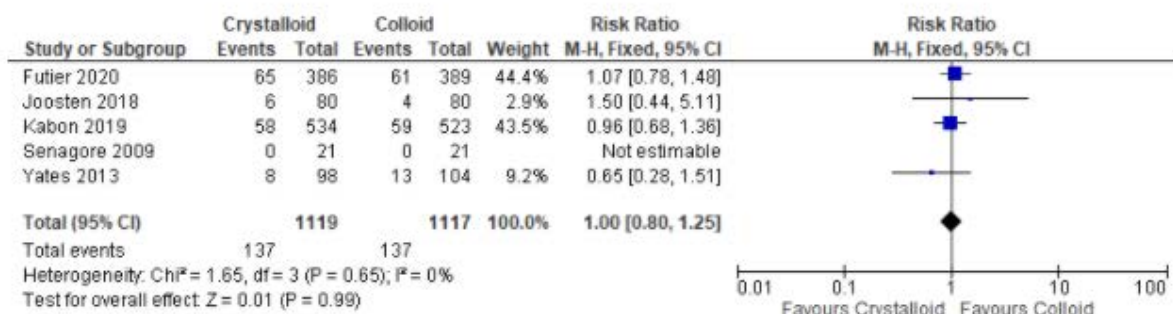 Crystalloid Colloid Risk Ratio Risk Ratio
Study or Subgroup Events Total Events Total Weight M-H, Fixed, 95% CI M-H, Fixed, 95% CI
Futier 2020 65 386 61 389 44.4% 1.07 [0.78, 1.48]
Joosten 2018 6 80 4 80 2.9% 1.50 [0.44, 5.11]
Kabon 2019 58 534 59 523 43.5% 0.96 [0.68, 1.36]
Senagore 2009 0 21 0 21 Not estimable
Yates 2013 8 98 13 104 9.2% 0.65 [0.28, 1.51]
Total (95% CI) 1119 1117 100.0% 1.00 [0.80, 1.25]
Total events 137 137
Heterogeneity: Chi² = 1.65, df = 3 (P = 0.65); I² = 0%
Test for overall effect: Z = 0.01 (P = 0.99)
0.01 0.1 1 10 100
Favours Crystalloid Favours Colloid